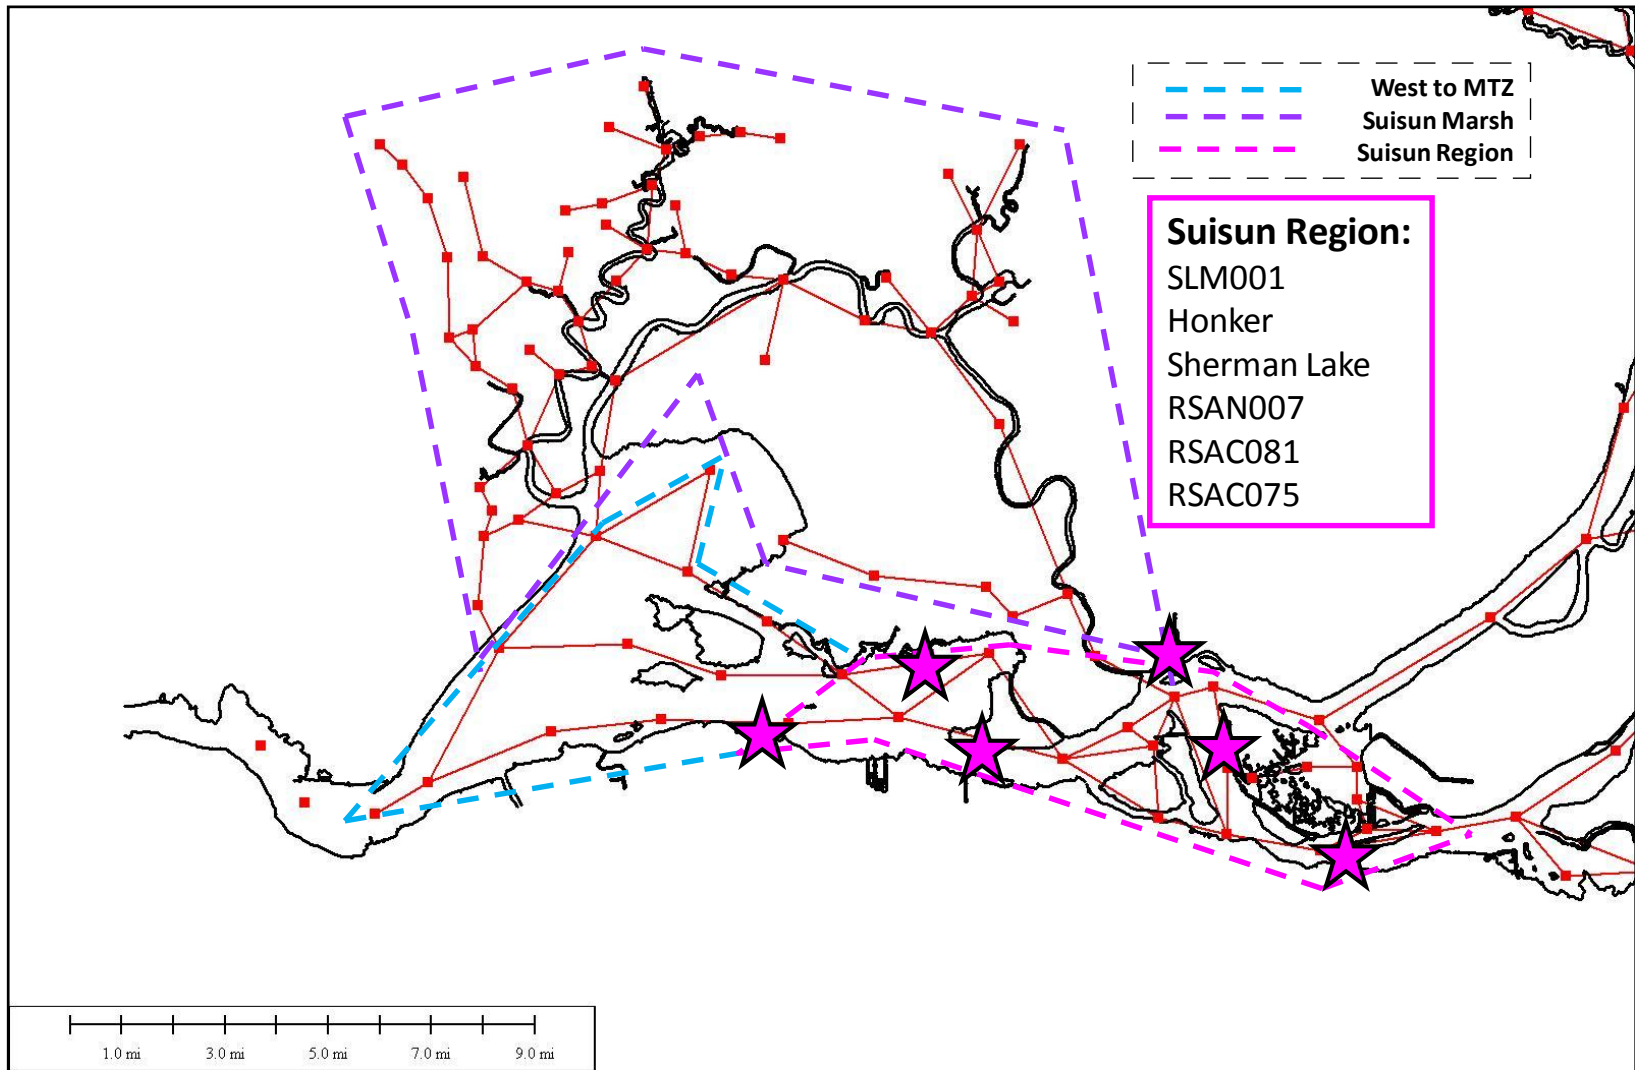 West to MTZ
Suisun Marsh
Suisun Region
Suisun Region:
SLM001
Honker
Sherman Lake
RSAN007
RSAC081
RSAC075
1.0 mi 3.0 mi 5.0 mi 7.0 mi 9.0 mi